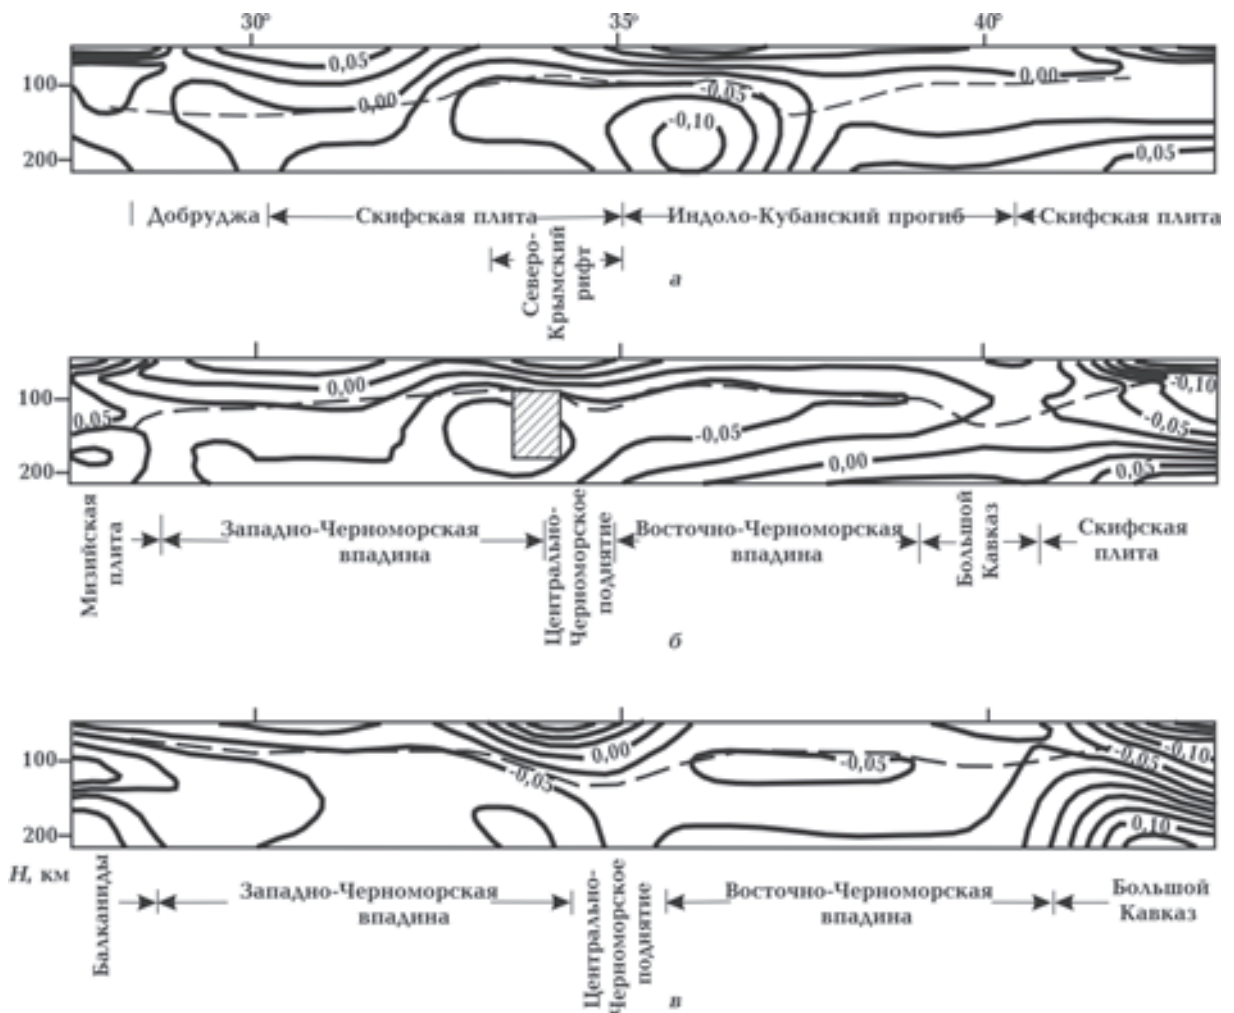 30° 35° 40°
0,05
0,00
100
0,00
-0,05
-0,10
200
0,05
Добруджа Скифская плита Индоло-Кубанский прогиб Скифская плита
Северо-
Крымский
рифт
а
0,00
-0,10
100
0,05
-0,05
-0,05
0,00
200
0,05
Мизийская
плита
Западно-Черноморская
впадина
Центрально-
Черноморское
поднятие
Восточно-Черноморская
впадина
Большой
Кавказ
Скифская
плита
б
0,00
-0,05
-0,10
100
-0,05
-0,05
0,10
200
Н, км
Балканиды
Западно-Черноморская
впадина
Центрально-
Черноморское
поднятие
Восточно-Черноморская
впадина
Большой
Кавказ
в